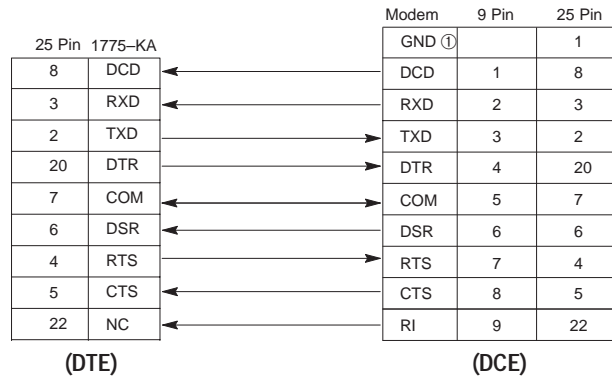 Modem 9 Pin 25 Pin
GND ① 1
25 Pin 1775–KA
8 DCD DCD 1 8
3 RXD RXD 2 3
2 TXD TXD 3 2
20 DTR DTR 4 20
7 COM COM 5 7
6 DSR DSR 6 6
4 RTS RTS 7 4
5 CTS CTS 8 5
22 NC RI 9 22
(DTE) (DCE)